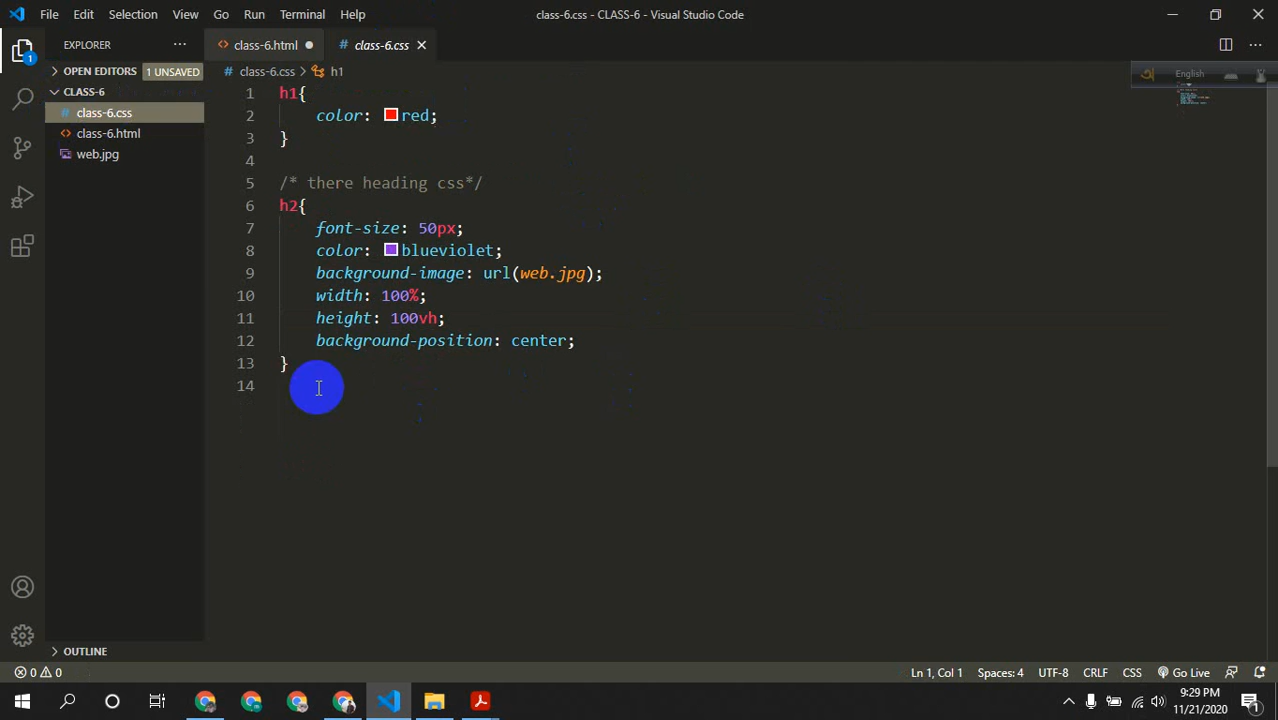 File Edit Selection View Go Run Terminal Help
class-6.css - CLASS-6 - Visual Studio Code
EXPLORER
class-6.html
# class-6.css
OPEN EDITORS 1 UNSAVED
# class-6.css > h1
English
CLASS-6
# class-6.css
class-6.html
web.jpg
1 h1{
2 color: red;
3 }
4
5 /* there heading css*/
6 h2{
7 font-size: 50px;
8 color: blueviolet;
9 background-image: url(web.jpg);
10 width: 100%;
11 height: 100vh;
12 background-position: center;
13 }
14
1
OUTLINE
0 0
Ln 1, Col 1 Spaces: 4 UTF-8 CRLF CSS Go Live
9:29 PM
11/21/2020
1